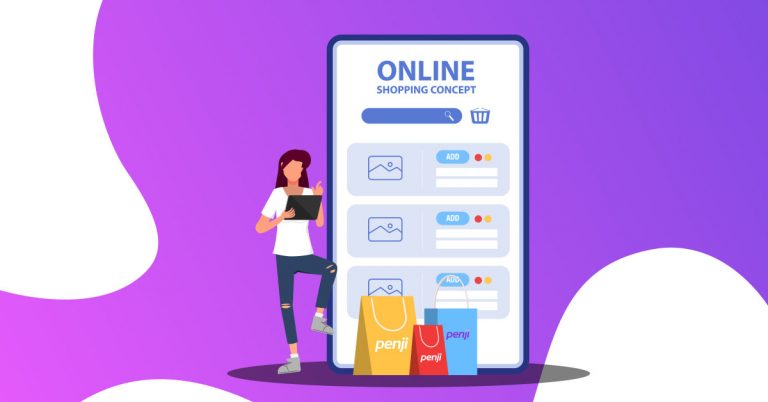 ONLINE
SHOPPING CONCEPT
ADD
ADD
ADD
penji
penji
penji